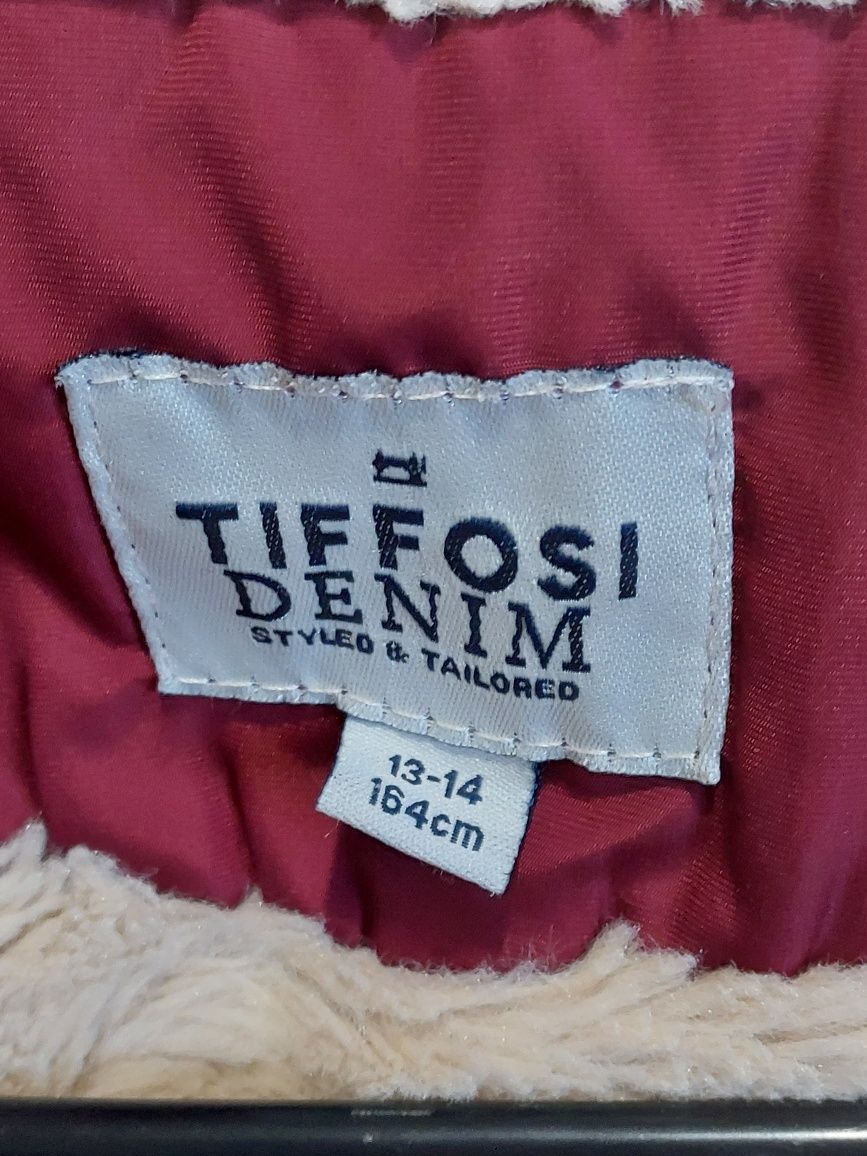 TIFFOSI
DENIM
STYLED & TAILORED
13-14
164cm